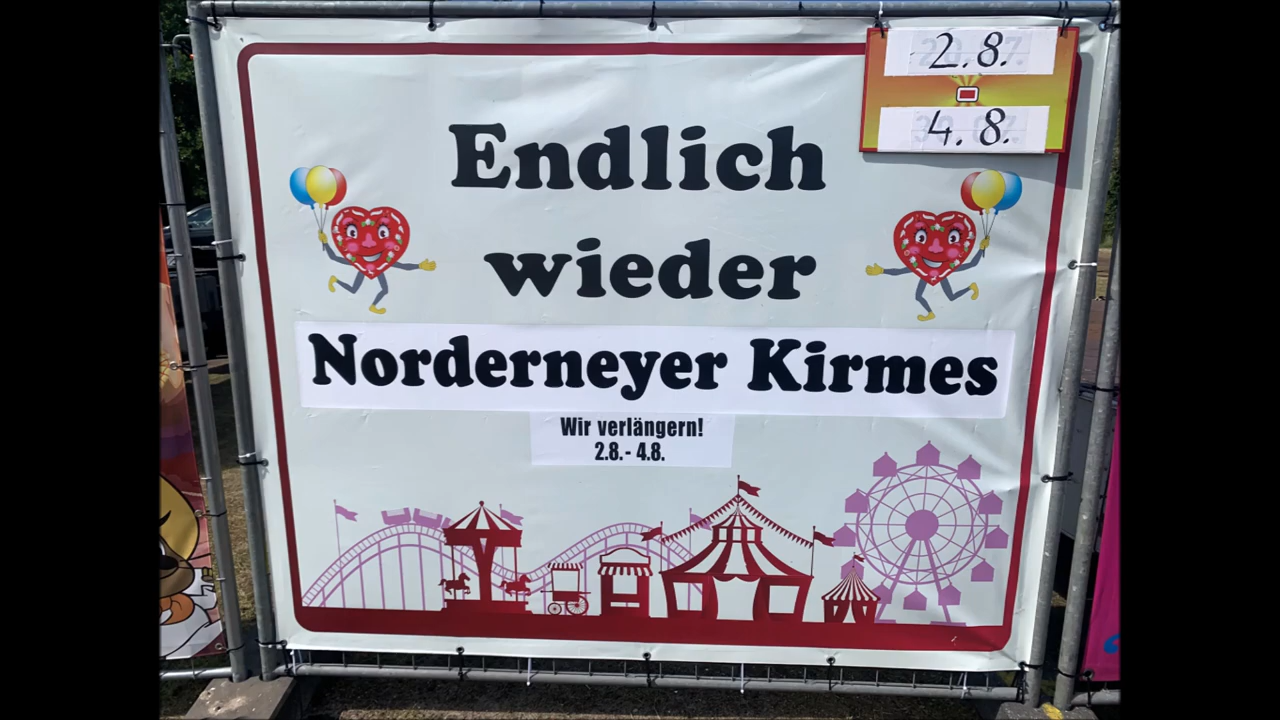 2.8.
4.8.
Endlich
wieder
Norderneyer Kirmes
Wir verlängern!
2.8.- 4.8.